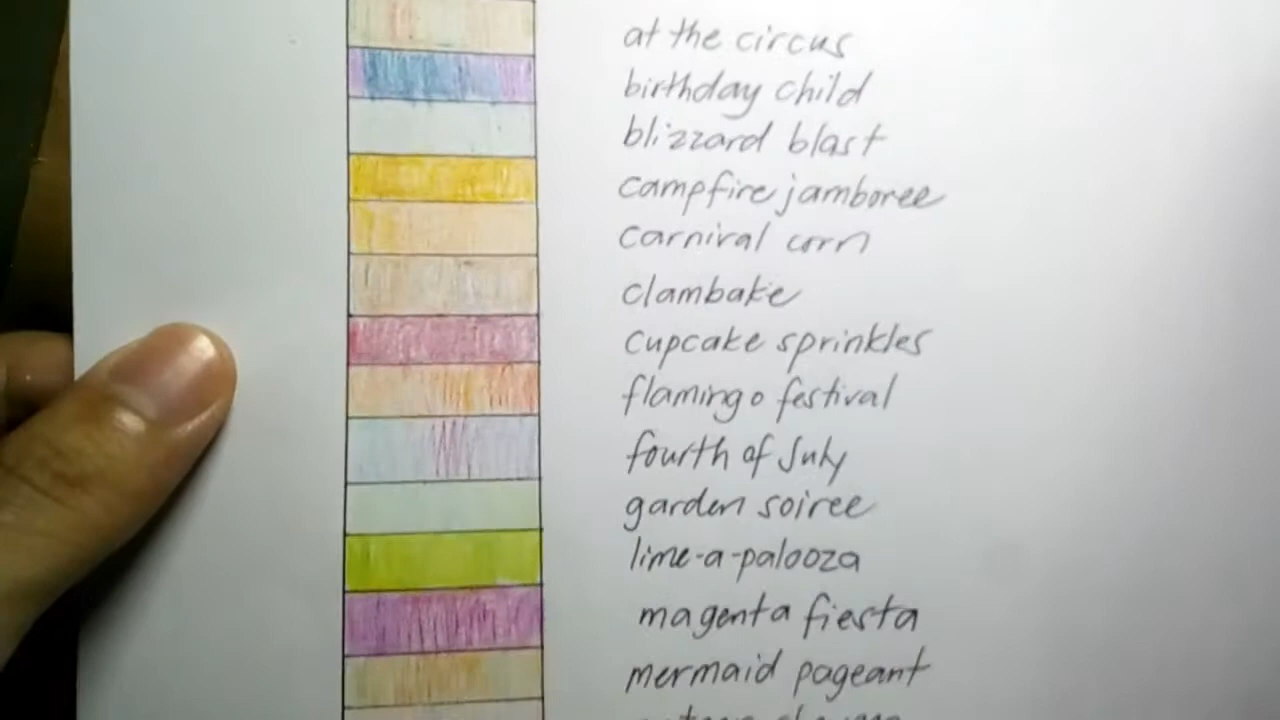 at the circus
birthday child
blizzard blast
campfire jamboree
carnival corn
clambake
cupcake sprinkles
flamingo festival
fourth of July
garden soiree
lime-a-palooza
magenta fiesta
mermaid pageant